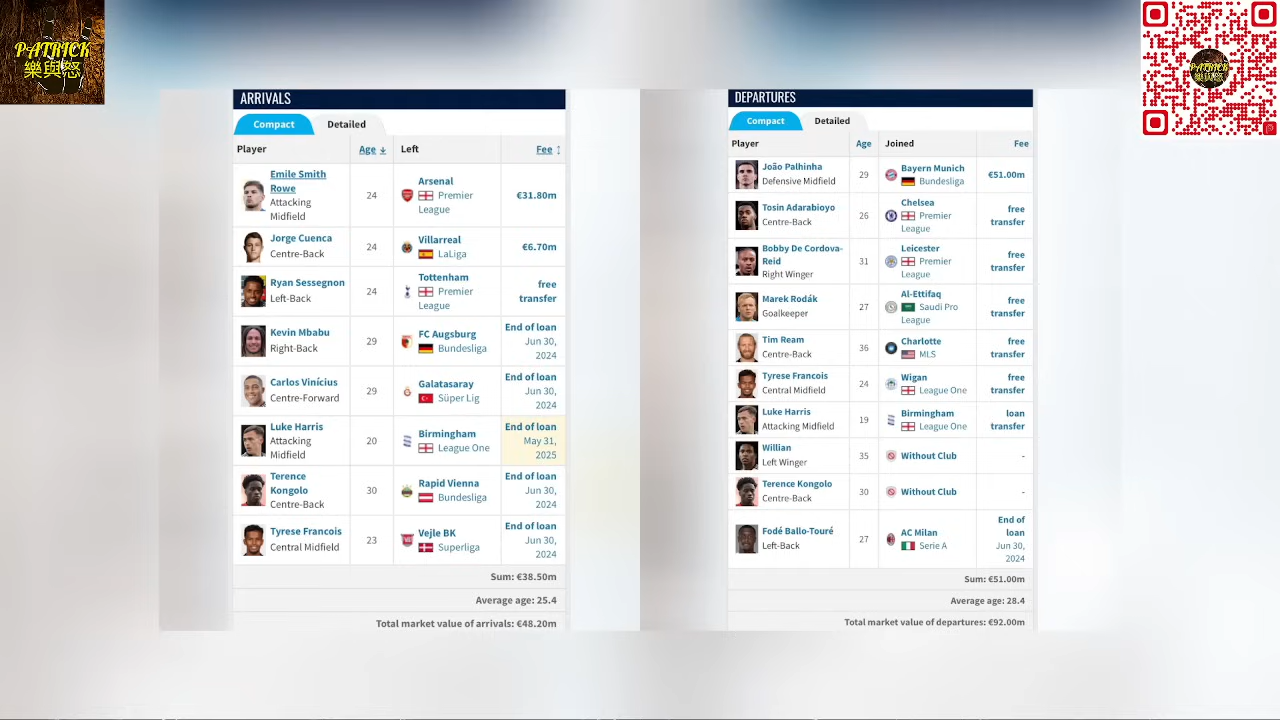 PATRICK
樂與怒
ARRIVALS
Compact Detailed
Player Age Left Fee
Emile Smith Rowe
Attacking Midfield
24
Arsenal
Premier League
€31.80m
Jorge Cuenca
Centre-Back
24
Villarreal
LaLiga
€6.70m
Ryan Sessegnon
Left-Back
24
Tottenham
Premier League
free transfer
Kevin Mbabu
Right-Back
29
FC Augsburg
Bundesliga
End of loan
Jun 30, 2024
Carlos Vinícius
Centre-Forward
29
Galatasaray
Süper Lig
End of loan
Jun 30, 2024
Luke Harris
Attacking Midfield
20
Birmingham
League One
End of loan
May 31, 2025
Terence Kongolo
Centre-Back
30
Rapid Vienna
Bundesliga
End of loan
Jun 30, 2024
Tyrese Francois
Central Midfield
23
Vejle BK
Superliga
End of loan
Jun 30, 2024
Sum: €38.50m
Average age: 25.4
Total market value of arrivals: €48.20m
DEPARTURES
Compact Detailed
Player Age Joined Fee
João Palhinha
Defensive Midfield
29
Bayern Munich
Bundesliga
€51.00m
Tosin Adarabioyo
Centre-Back
26
Chelsea
Premier League
free transfer
Bobby De Cordova-Reid
Right Winger
31
Leicester
Premier League
free transfer
Marek Rodák
Goalkeeper
27
Al-Ettifaq
Saudi Pro League
free transfer
Tim Ream
Centre-Back
36
Charlotte
MLS
free transfer
Tyrese Francois
Central Midfield
24
Wigan
League One
free transfer
Luke Harris
Attacking Midfield
19
Birmingham
League One
loan transfer
Willian
Left Winger
35
Without Club
-
Terence Kongolo
Centre-Back
30
Without Club
-
Fodé Ballo-Touré
Left-Back
27
AC Milan
Serie A
End of loan
Jun 30, 2024
Sum: €51.00m
Average age: 28.4
Total market value of departures: €92.00m
PATRICK
樂與怒